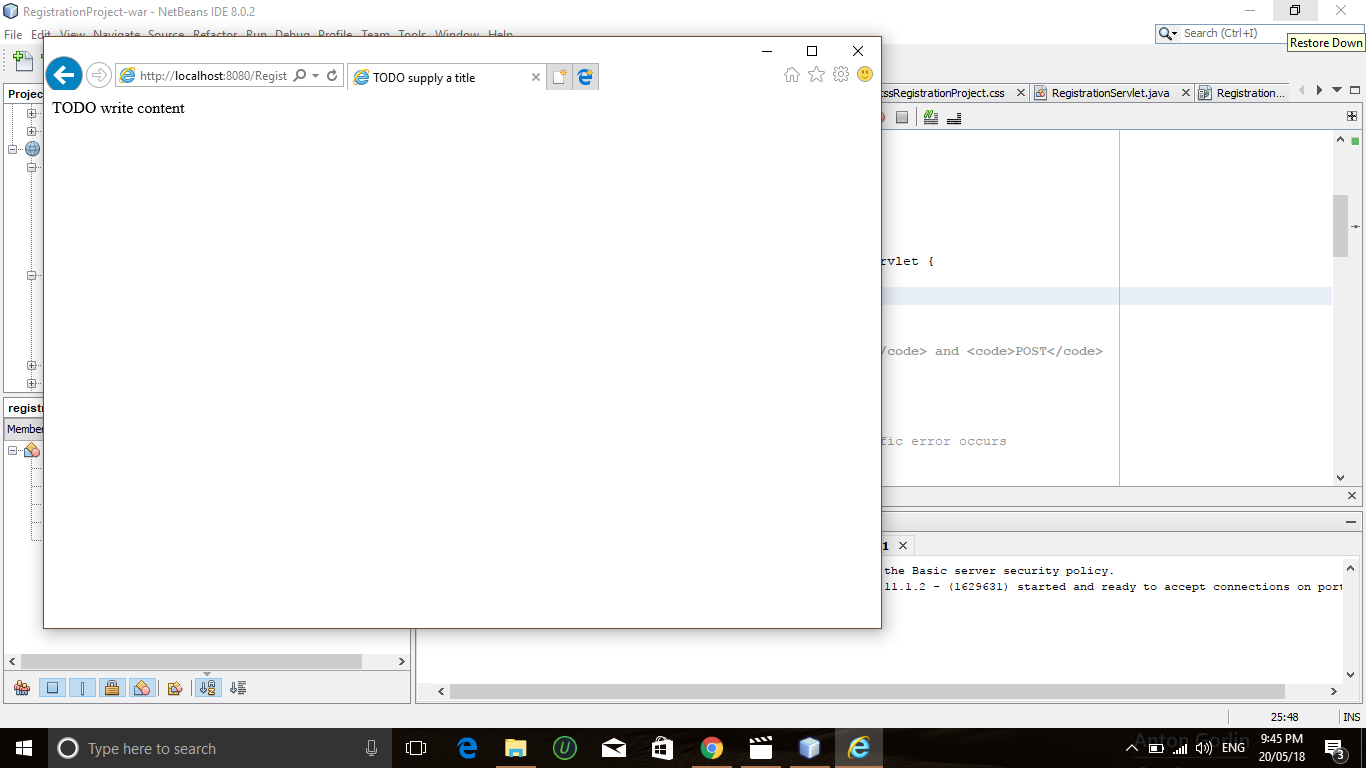 RegistrationProject-war - NetBeans IDE 8.0.2
File Edit View Navigate Source Refactor Run Debug Profile Team Tools Window Help
Search (Ctrl+I)
Restore Down
http://localhost:8080/Regist
TODO supply a title
TODO write content
Projec
ssRegistrationProject.css
RegistrationServlet.java
Registration...
rvlet {
/code> and <code>POST</code>
fic error occurs
registr
Member
1
the Basic server security policy.
11.1.2 - (1629631) started and ready to accept connections on port
25:48
INS
Type here to search
Anton Gorlin
ENG
9:45 PM
20/05/18
3